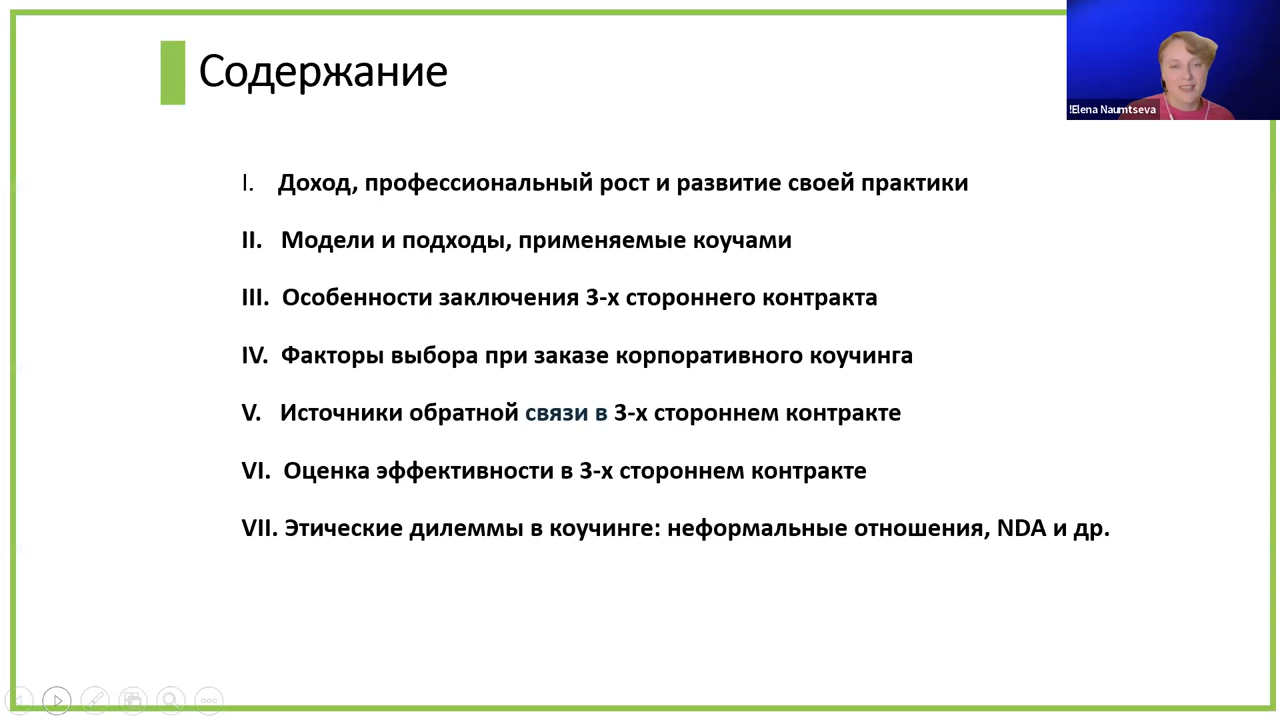 Содержание
!Elena Naumtseva
I. Доход, профессиональный рост и развитие своей практики
II. Модели и подходы, применяемые коучами
III. Особенности заключения 3-х стороннего контракта
IV. Факторы выбора при заказе корпоративного коучинга
V. Источники обратной связи в 3-х стороннем контракте
VI. Оценка эффективности в 3-х стороннем контракте
VII. Этические дилеммы в коучинге: неформальные отношения, NDA и др.